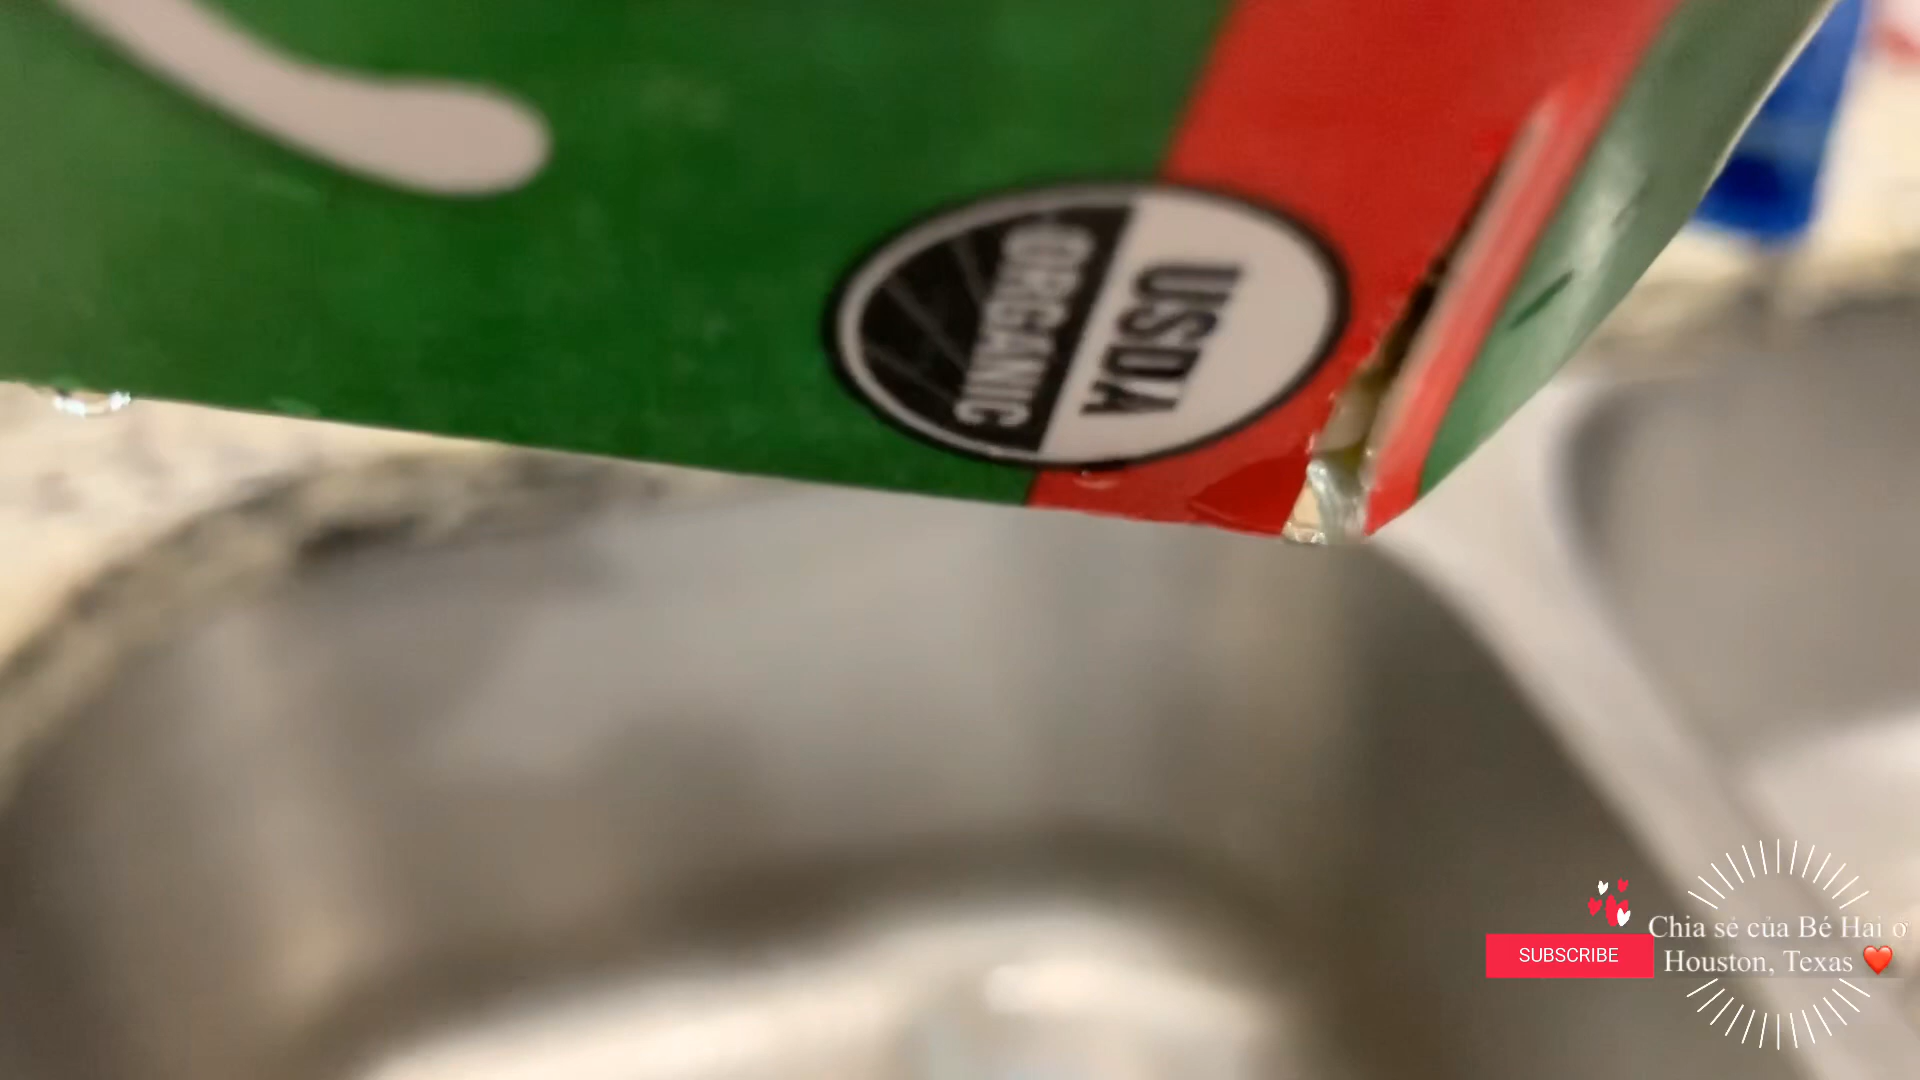 USDA
ORGANIC
SUBSCRIBE
Chia sẻ của Bé Hai ở
Houston, Texas ❤️